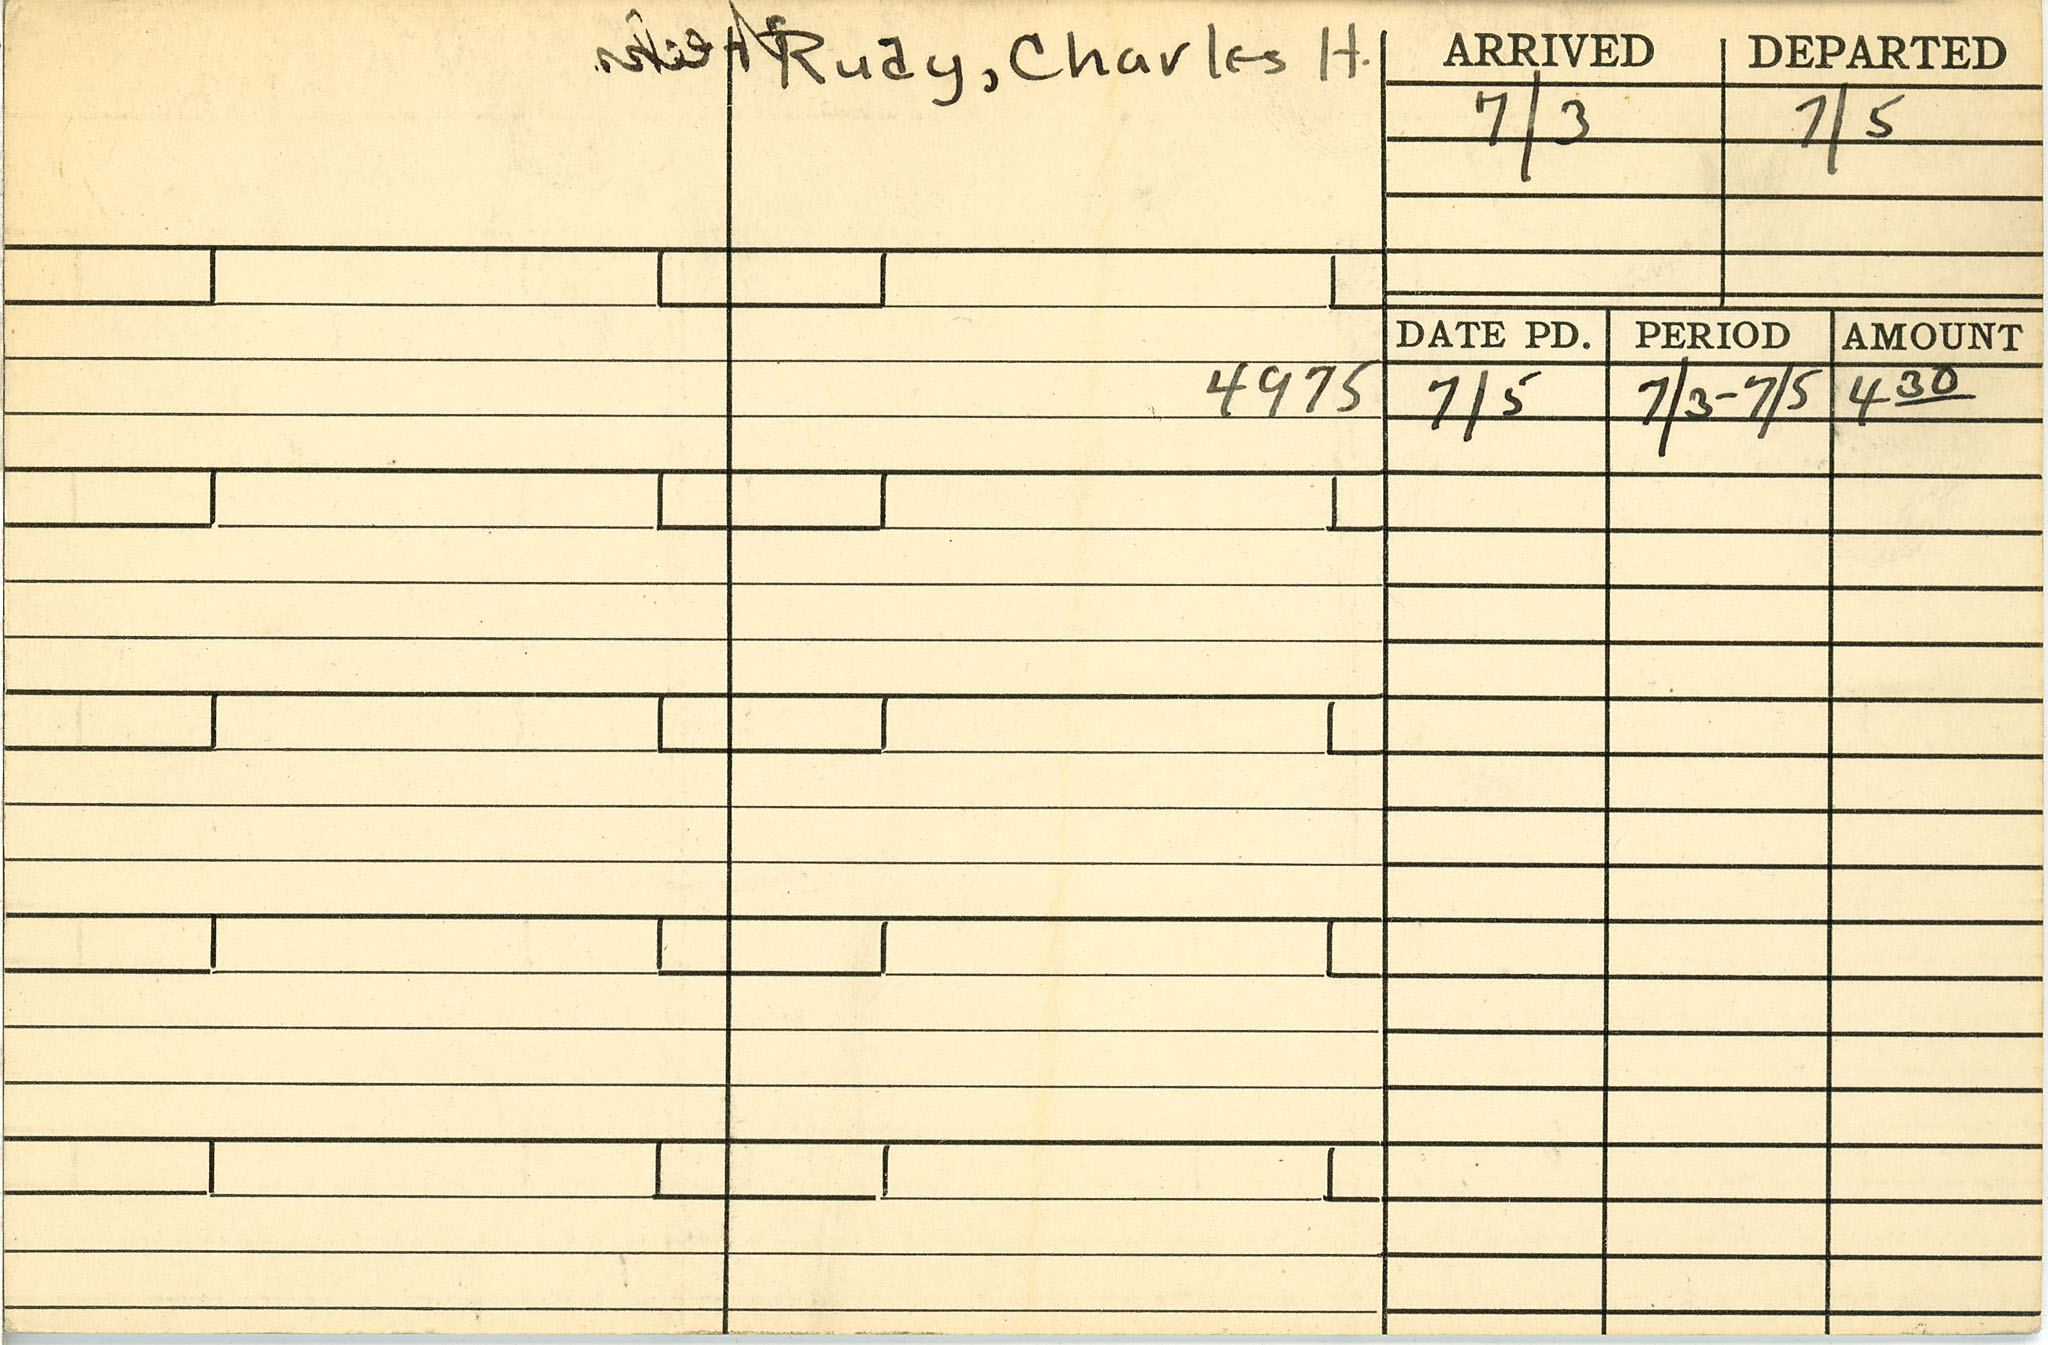 Rudy, Charles H.
ARRIVED DEPARTED
7/3 7/5
DATE PD. PERIOD AMOUNT
4975 7/5 7/3-7/5 4 30